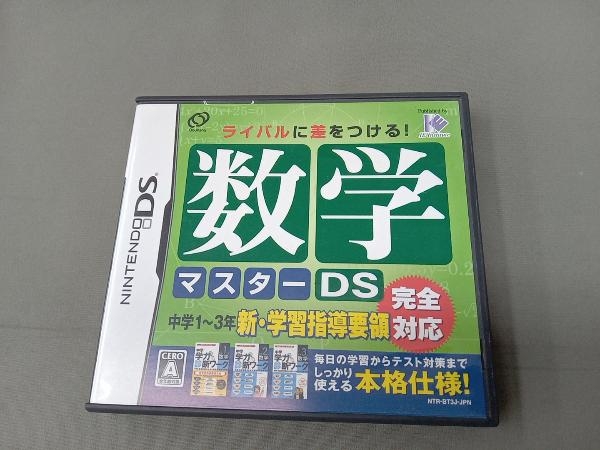 NINTENDO DS
Obunsha
Published by
ライバルに差をつける!
数学
マスターDS
中学1〜3年 新・学習指導要領
完全
対応
CERO
A
毎日の学習からテスト対策まで
しっかり
使える 本格仕様!
NTR-BT3J-JPN